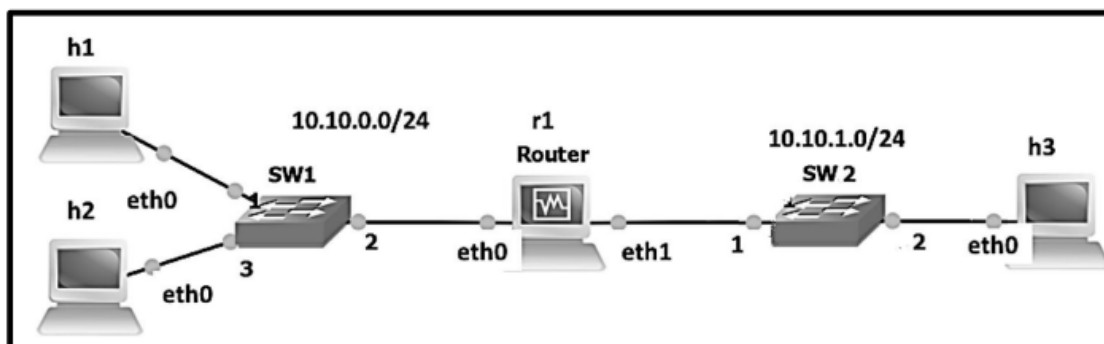 h1
10.10.0.0/24
r1
Router
10.10.1.0/24
SW 2
h3
SW1
eth0
h2
1
2
eth0
eth1
1
2
eth0
3
eth0